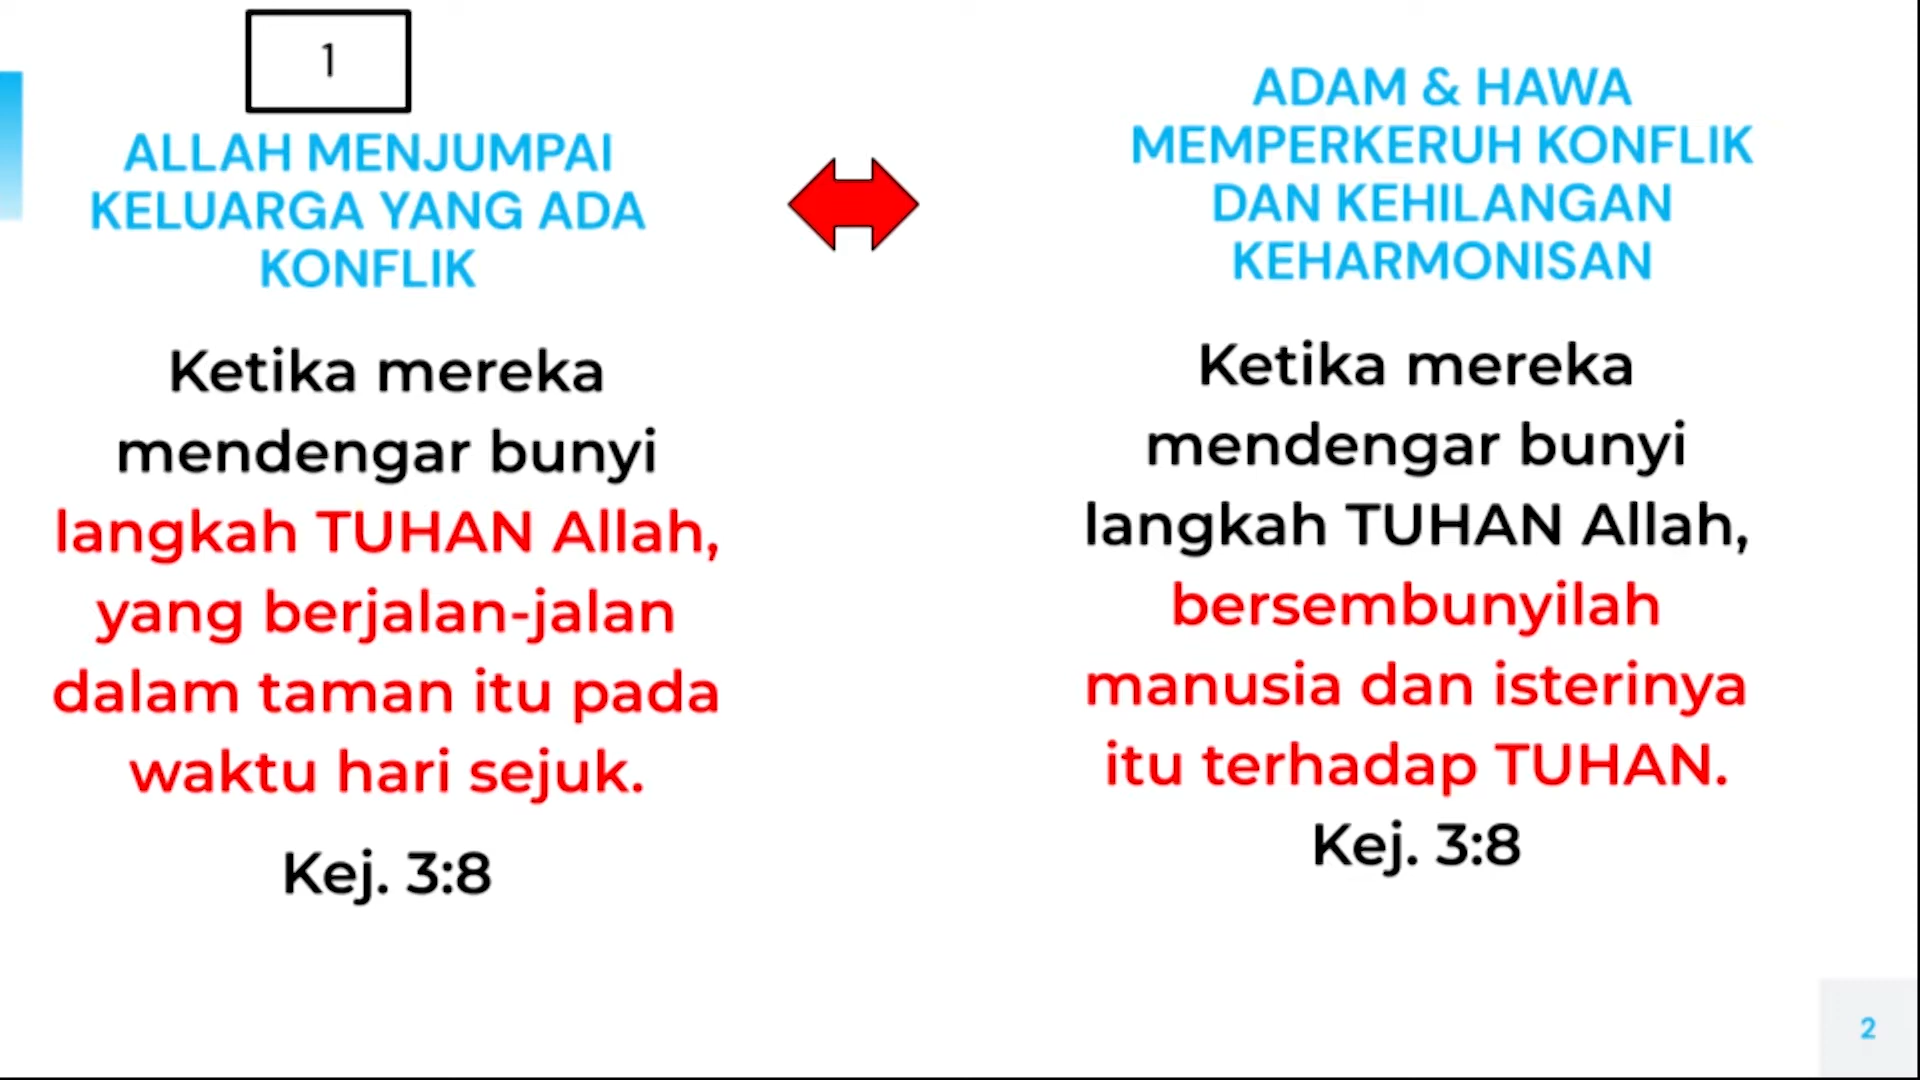 1
ALLAH MENJUMPAI
KELUARGA YANG ADA
KONFLIK
Ketika mereka
mendengar bunyi
langkah TUHAN Allah,
yang berjalan-jalan
dalam taman itu pada
waktu hari sejuk.
Kej. 3:8
ADAM & HAWA
MEMPERKERUH KONFLIK
DAN KEHILANGAN
KEHARMONISAN
Ketika mereka
mendengar bunyi
langkah TUHAN Allah,
bersembunyilah
manusia dan isterinya
itu terhadap TUHAN.
Kej. 3:8
2